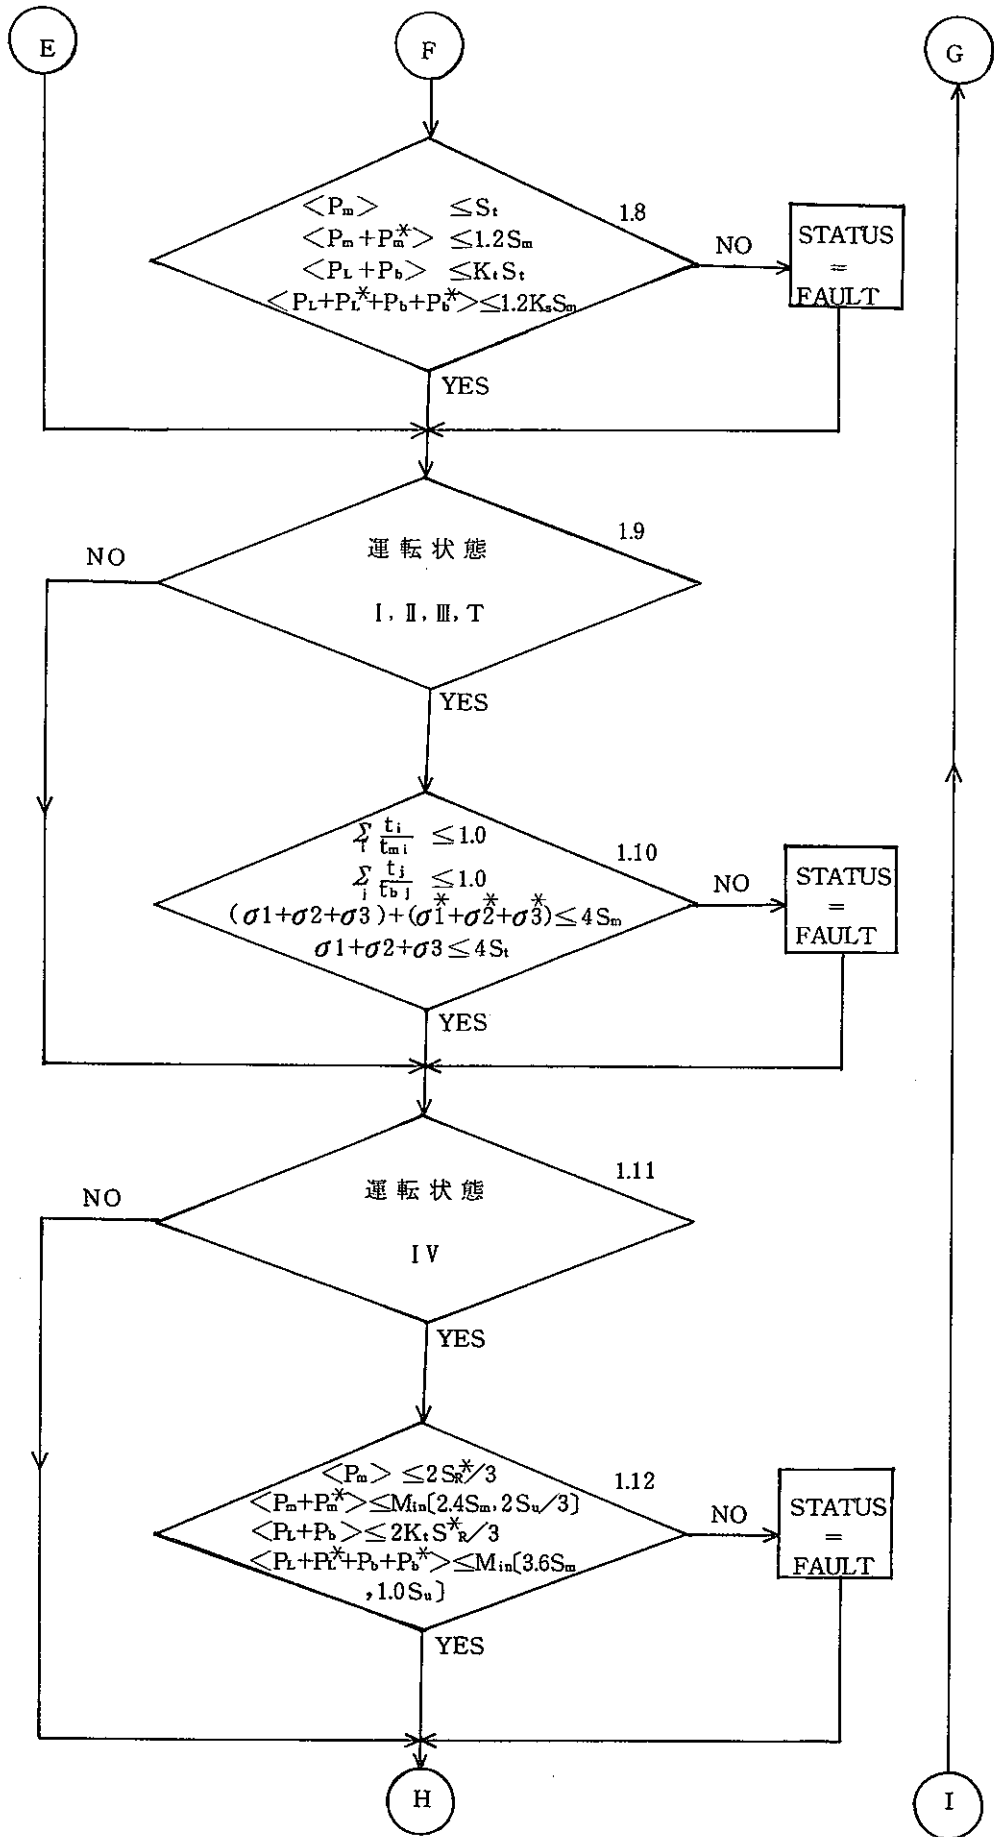 E
F
G
<Pm> ≤St
<Pm+Pm*> ≤1.2Sm
<PL+Pb> ≤KtSt
<PL+PL*+Pb+Pb*>≤1.2KsSm
1.8
NO
STATUS
=
FAULT
YES
運転状態
I, II, III, T
1.9
NO
YES
Σi ti/tmi ≤1.0
Σj tj/tbj ≤1.0
(σ1+σ2+σ3)+(σ1*+σ2*+σ3*)≤4Sm
σ1+σ2+σ3≤4St
1.10
NO
STATUS
=
FAULT
YES
運転状態
IV
1.11
NO
YES
<Pm> ≤2SR*/3
<Pm+Pm*>≤Min[2.4Sm, 2Su/3]
<PL+Pb>≤2KtS*R/3
<PL+PL*+Pb+Pb*>≤Min[3.6Sm
, 1.0Su]
1.12
NO
STATUS
=
FAULT
YES
H
I